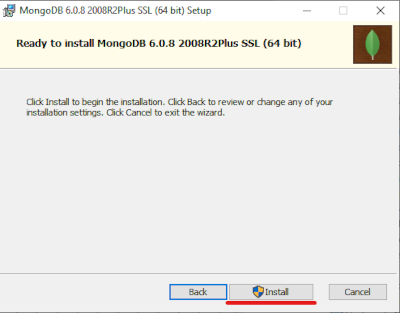 MongoDB 6.0.8 2008R2Plus SSL (64 bit) Setup
Ready to install MongoDB 6.0.8 2008R2Plus SSL (64 bit)
Click Install to begin the installation. Click Back to review or change any of your
installation settings. Click Cancel to exit the wizard.
Back Install Cancel